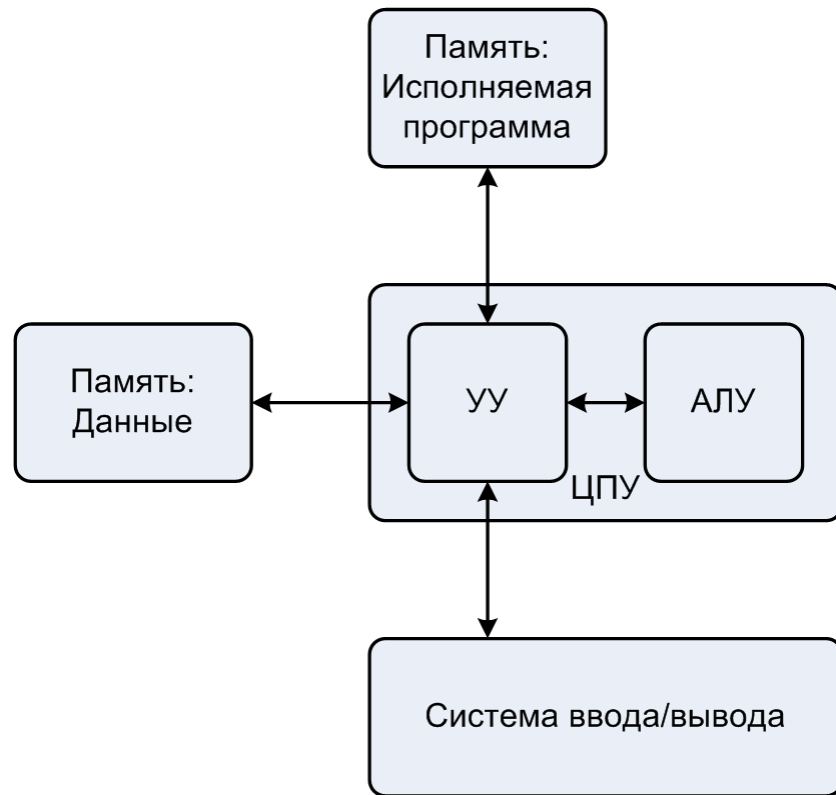 Память:
Исполняемая
программа
Память:
Данные
УУ
АЛУ
ЦПУ
Система ввода/вывода